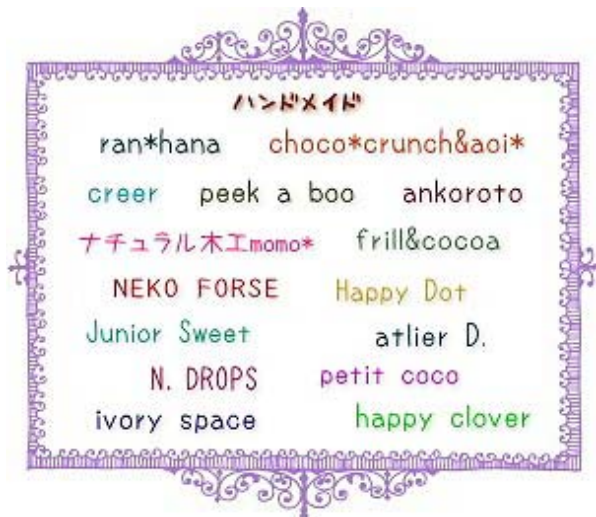 ハンドメイド
ran*hana choco*crunch&aoi*
creer peek a boo ankoroto
ナチュラル木工momo* frill&cocoa
NEKO FORSE Happy Dot
Junior Sweet atlier D.
N. DROPS petit coco
ivory space happy clover